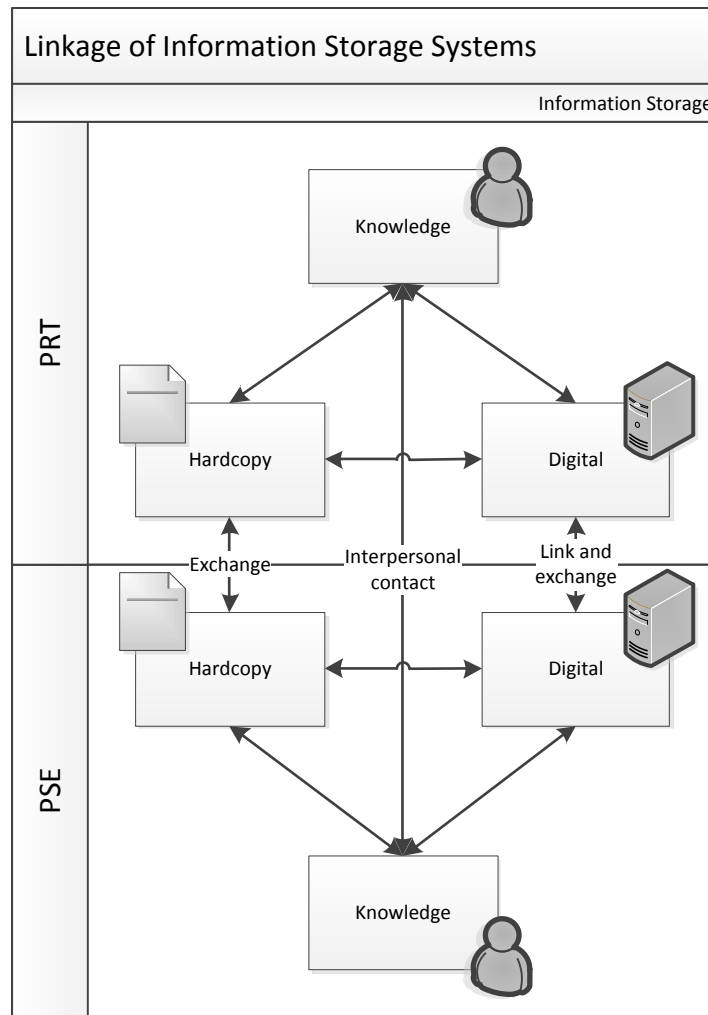 Linkage of Information Storage Systems
Information Storage
PRT
Knowledge
Hardcopy
Digital
Exchange
Interpersonal
contact
Link and
exchange
PSE
Hardcopy
Digital
Knowledge